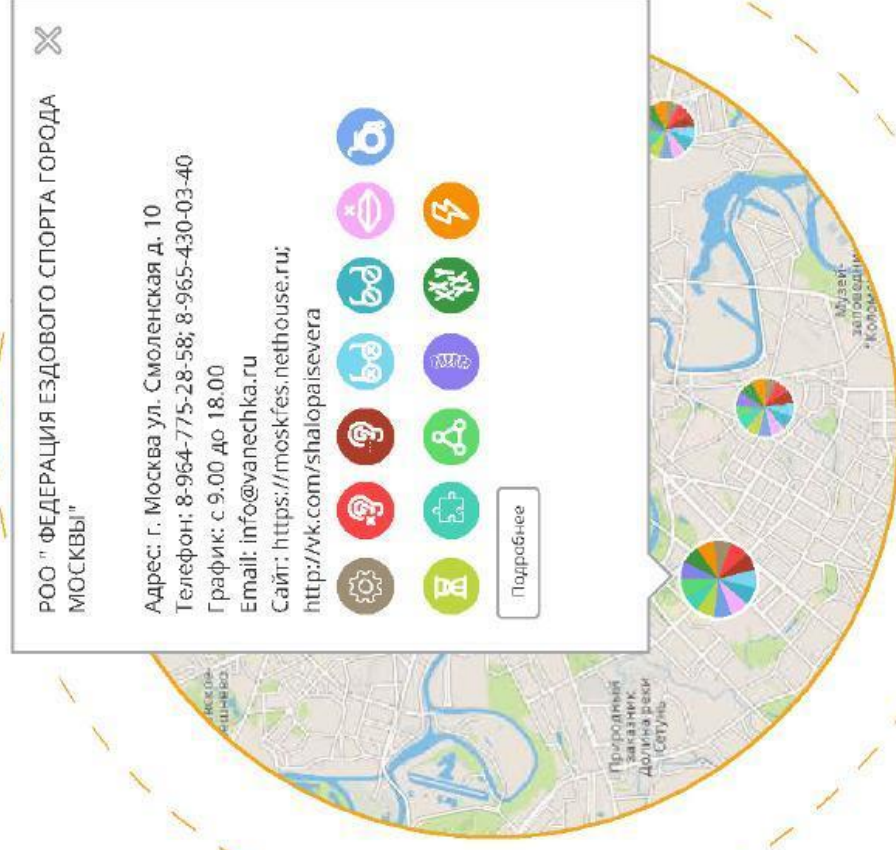 РОО " ФЕДЕРАЦИЯ ЕЗДОВОГО СПОРТА ГОРОДА
МОСКВЫ"
Адрес: г. Москва ул. Смоленская д. 10
Телефон: 8-964-775-28-58; 8-965-430-03-40
График: с 9.00 до 18.00
Email: info@vanechka.ru
Сайт: https://moskfes.nethouse.ru;
http://vk.com/shalopaisevera
Подробнее
Природный
заказник
Долина реки
Сетунь
Музей-
заповедни
"Колом